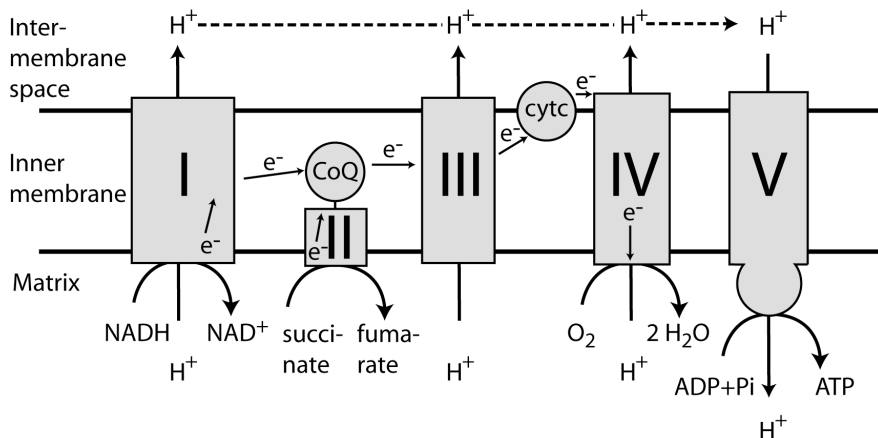 Inter-
membrane
space
H+ H+ H+ H+
Inner
membrane
Matrix
I
e-
e-
CoQ
e-
II
e-
III
e-
cytc
e-
IV
e-
V
NADH NAD+
H+
succi-
nate
fuma-
rate
H+
O2 2 H2O
H+
ADP+Pi ATP
H+